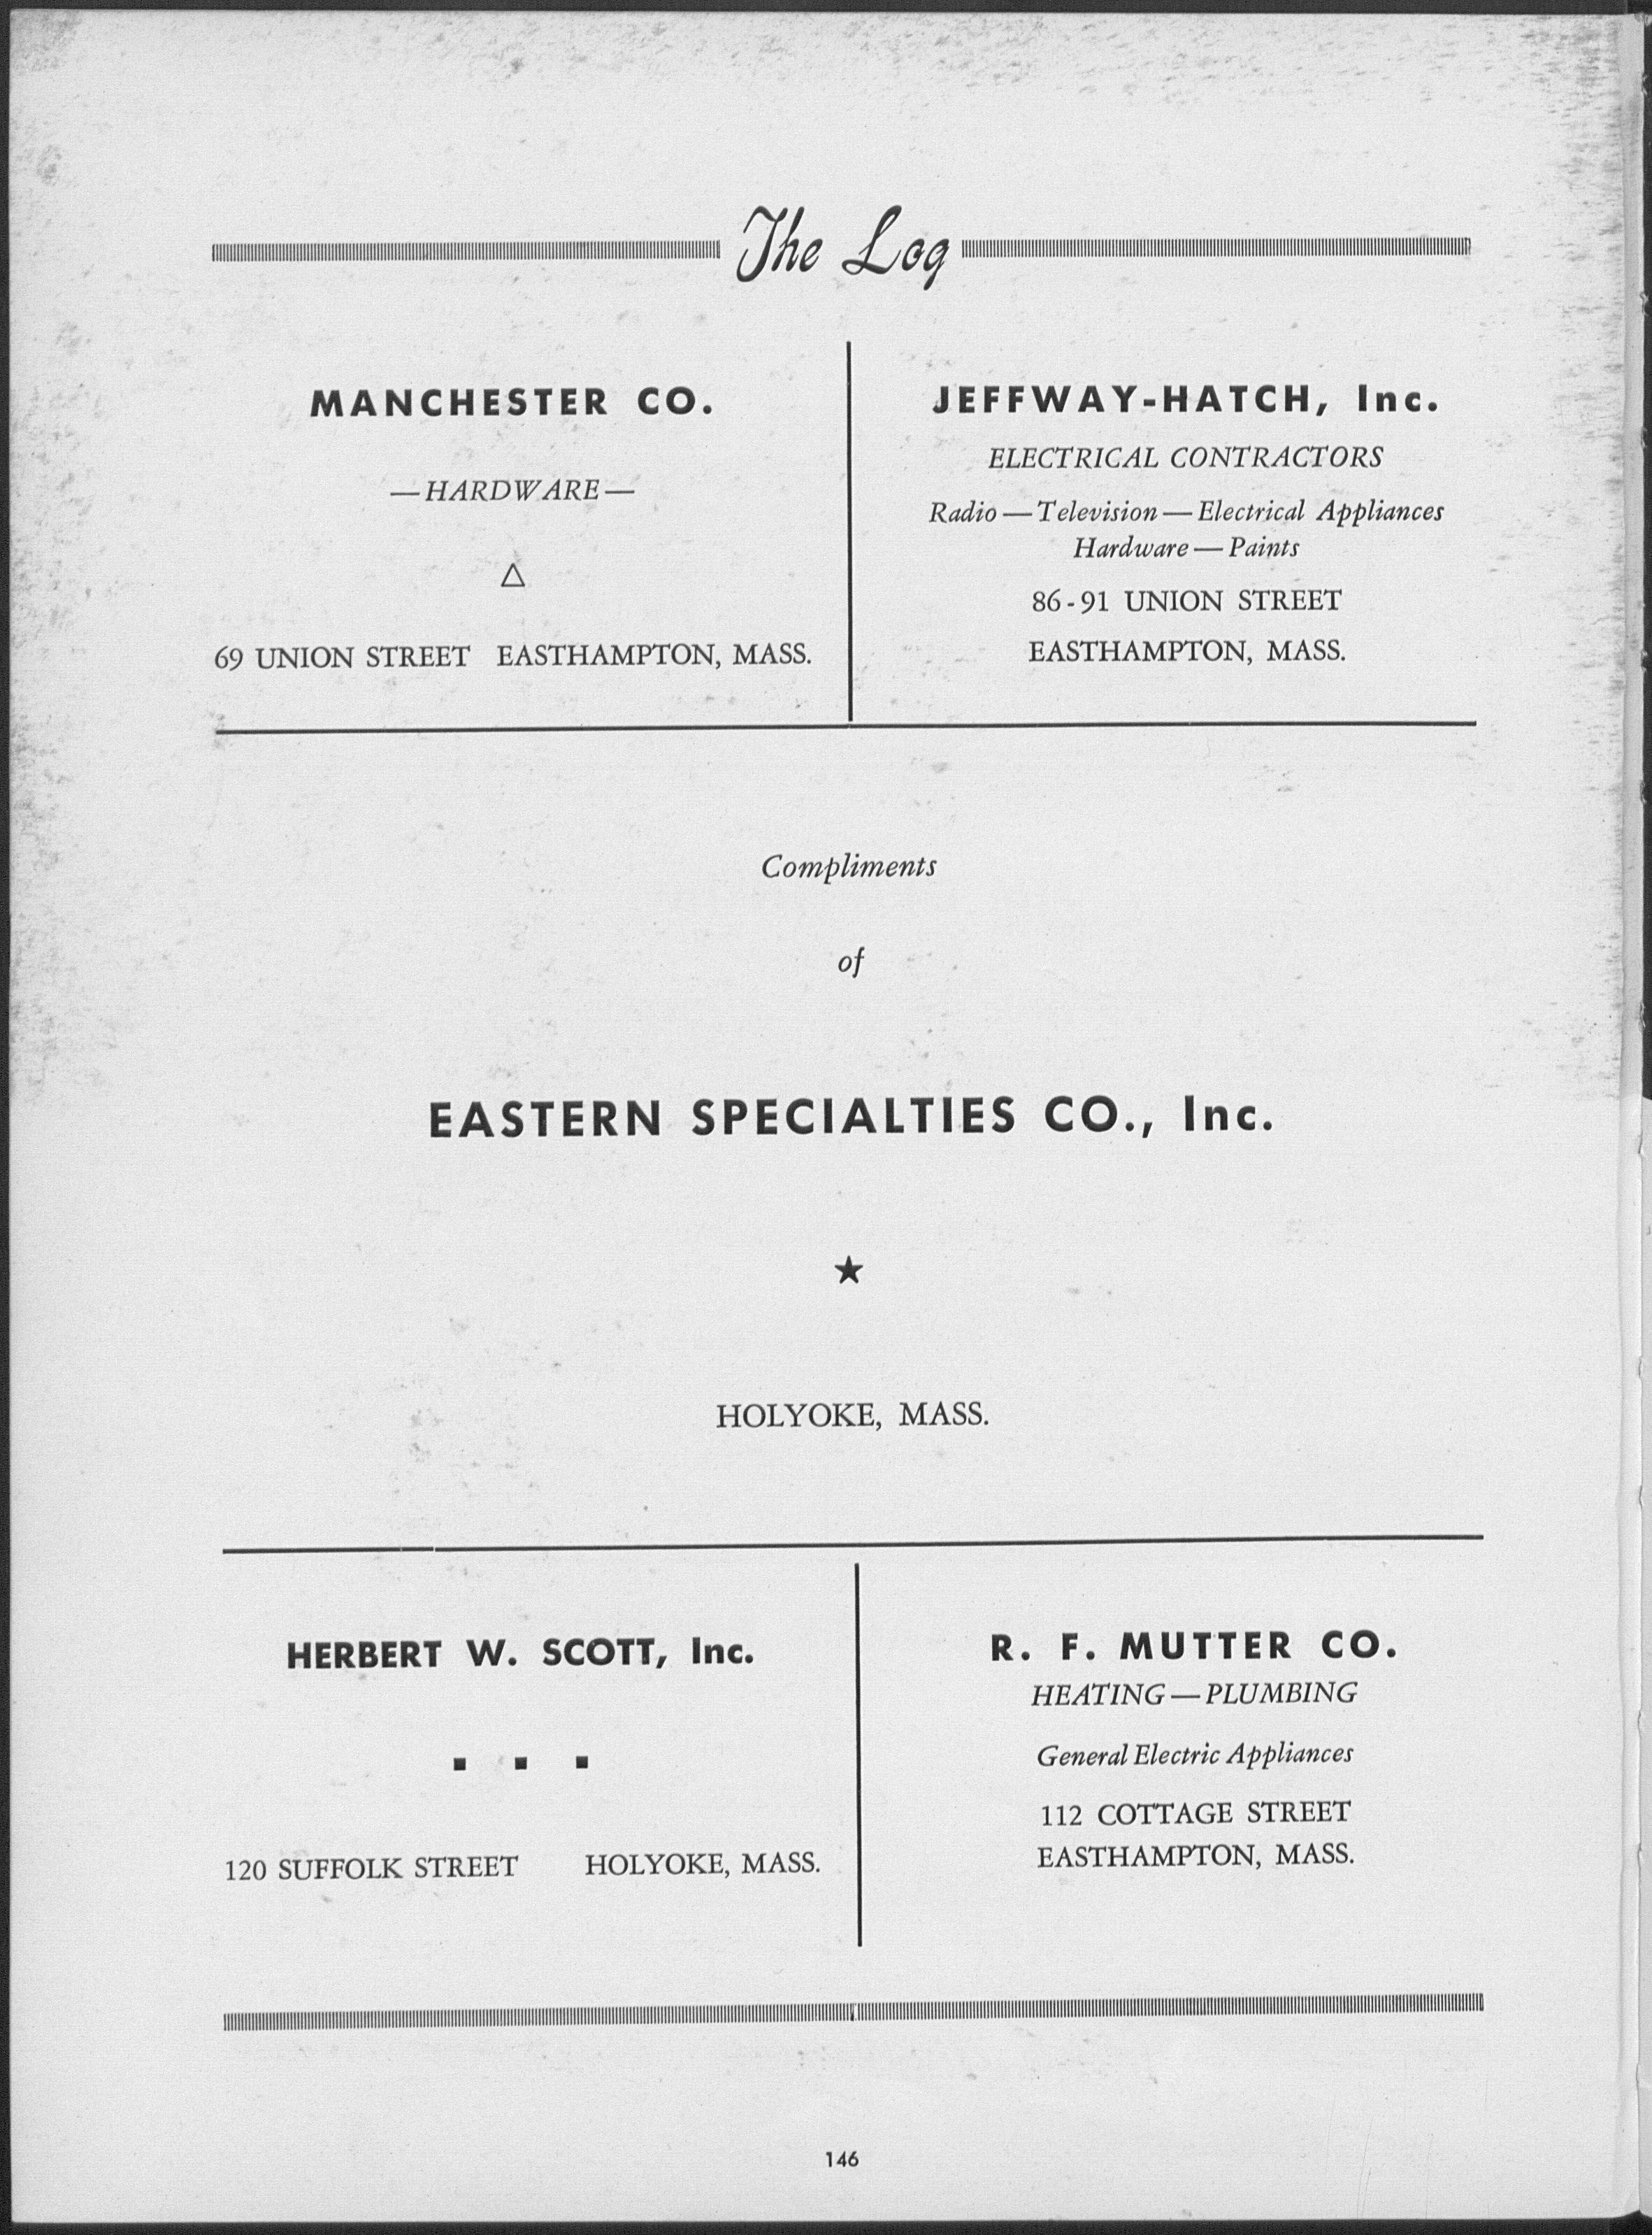 The Log
MANCHESTER CO.
—HARDWARE—
69 UNION STREET EASTHAMPTON, MASS.
JEFFWAY-HATCH, Inc.
ELECTRICAL CONTRACTORS
Radio — Television — Electrical Appliances
Hardware — Paints
86-91 UNION STREET
EASTHAMPTON, MASS.
Compliments
of
EASTERN SPECIALTIES CO., Inc.
HOLYOKE, MASS.
HERBERT W. SCOTT, Inc.
120 SUFFOLK STREET HOLYOKE, MASS.
R. F. MUTTER CO.
HEATING — PLUMBING
General Electric Appliances
112 COTTAGE STREET
EASTHAMPTON, MASS.
146